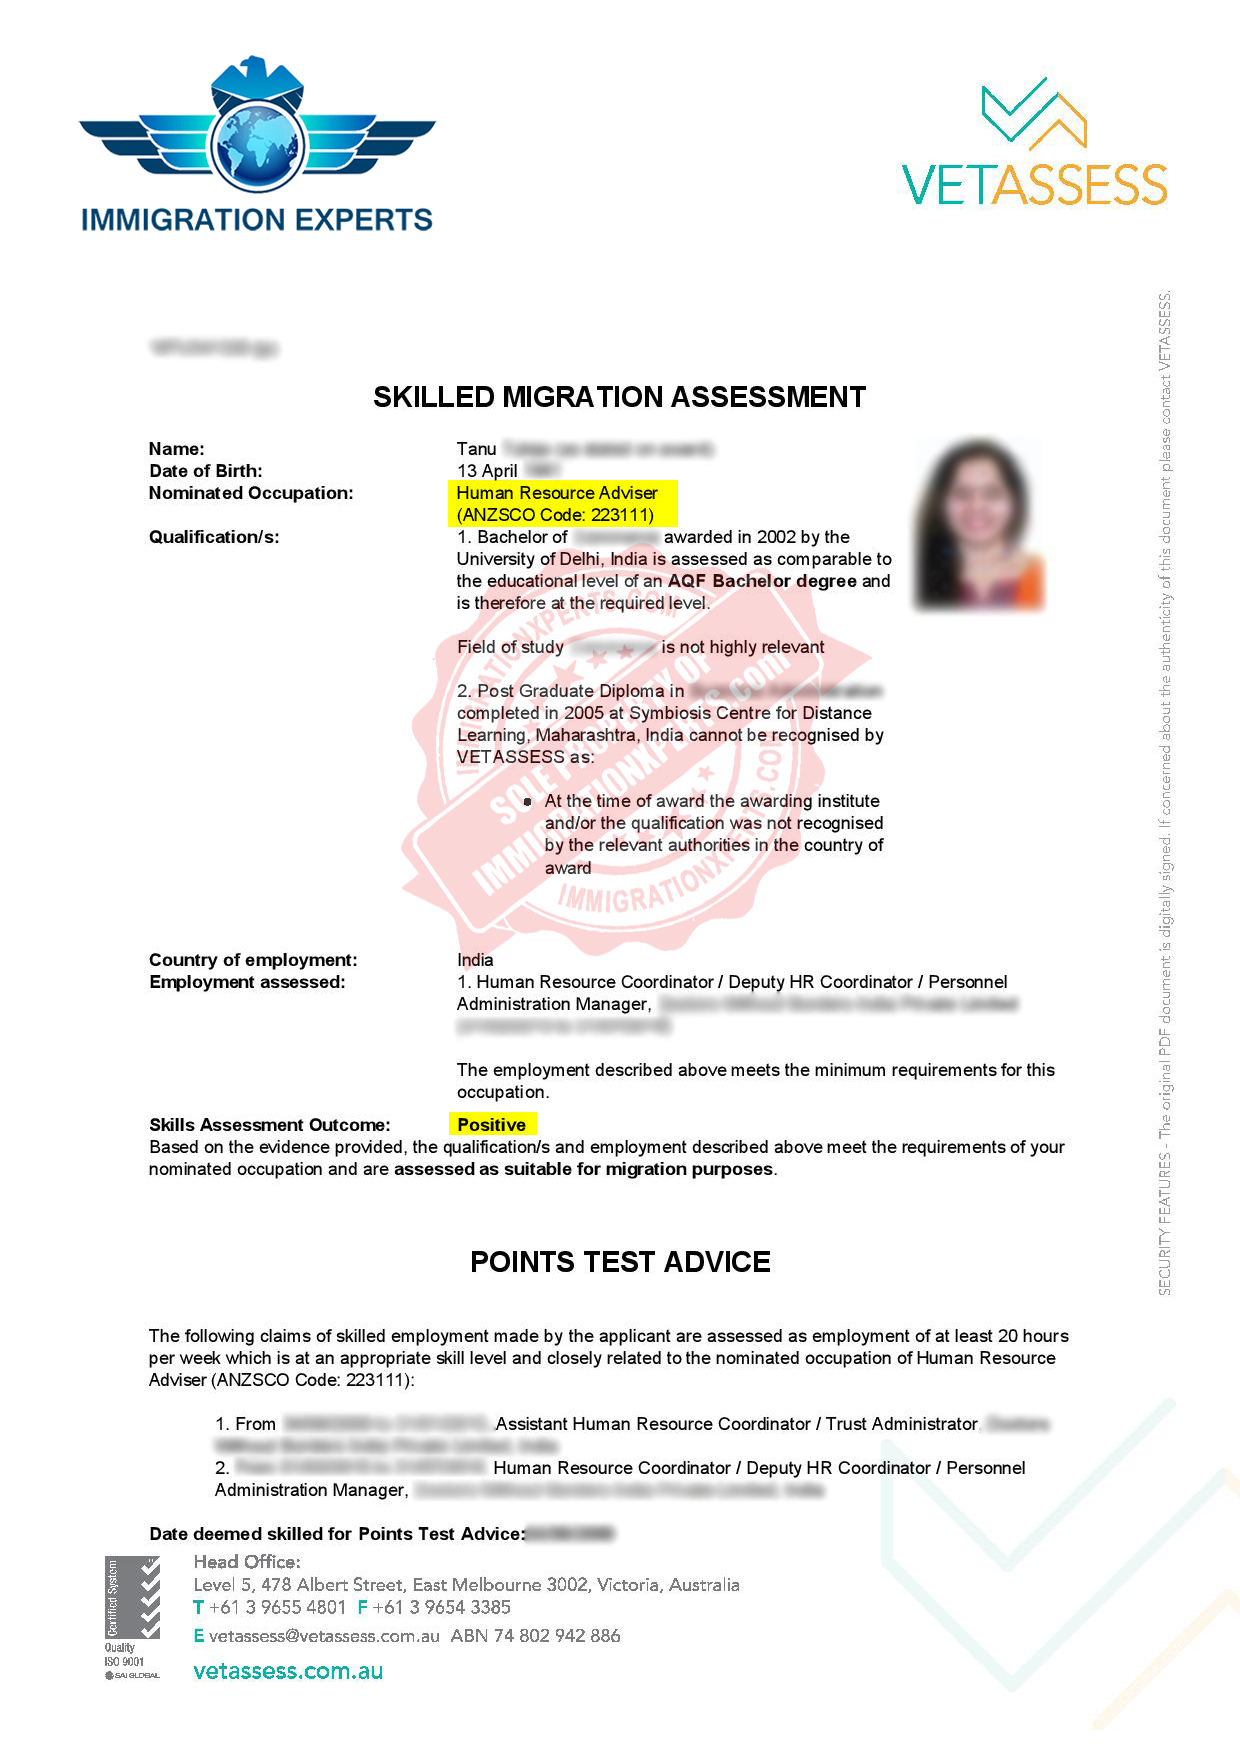 IMMIGRATION EXPERTS
VETASSESS
SKILLED MIGRATION ASSESSMENT
Name: Tanu
Date of Birth: 13 April
Nominated Occupation: Human Resource Adviser
(ANZSCO Code: 223111)
Qualification/s: 1. Bachelor of awarded in 2002 by the
University of Delhi, India is assessed as comparable to
the educational level of an AQF Bachelor degree and
is therefore at the required level.
Field of study is not highly relevant
2. Post Graduate Diploma in
completed in 2005 at Symbiosis Centre for Distance
Learning, Maharashtra, India cannot be recognised by
VETASSESS as:
• At the time of award the awarding institute
and/or the qualification was not recognised
by the relevant authorities in the country of
award
IMMIGRATIONXPERTS.COM
SOLE PROPERTY OF
IMMIGRATIONXPERTS.com
IMMIGRATIONXPERTS.COM
Country of employment: India
Employment assessed: 1. Human Resource Coordinator / Deputy HR Coordinator / Personnel
Administration Manager,
The employment described above meets the minimum requirements for this
occupation.
Skills Assessment Outcome: Positive
Based on the evidence provided, the qualification/s and employment described above meet the requirements of your
nominated occupation and are assessed as suitable for migration purposes.
POINTS TEST ADVICE
The following claims of skilled employment made by the applicant are assessed as employment of at least 20 hours
per week which is at an appropriate skill level and closely related to the nominated occupation of Human Resource
Adviser (ANZSCO Code: 223111):
1. From Assistant Human Resource Coordinator / Trust Administrator,
2. Human Resource Coordinator / Deputy HR Coordinator / Personnel
Administration Manager,
Date deemed skilled for Points Test Advice:
SECURITY FEATURES - The original PDF document is digitally signed. If concerned about the authenticity of this document please contact VETASSESS.
Certified System
Quality
ISO 9001
SAI GLOBAL
Head Office:
Level 5, 478 Albert Street, East Melbourne 3002, Victoria, Australia
T +61 3 9655 4801 F +61 3 9654 3385
E vetassess@vetassess.com.au ABN 74 802 942 886
vetassess.com.au